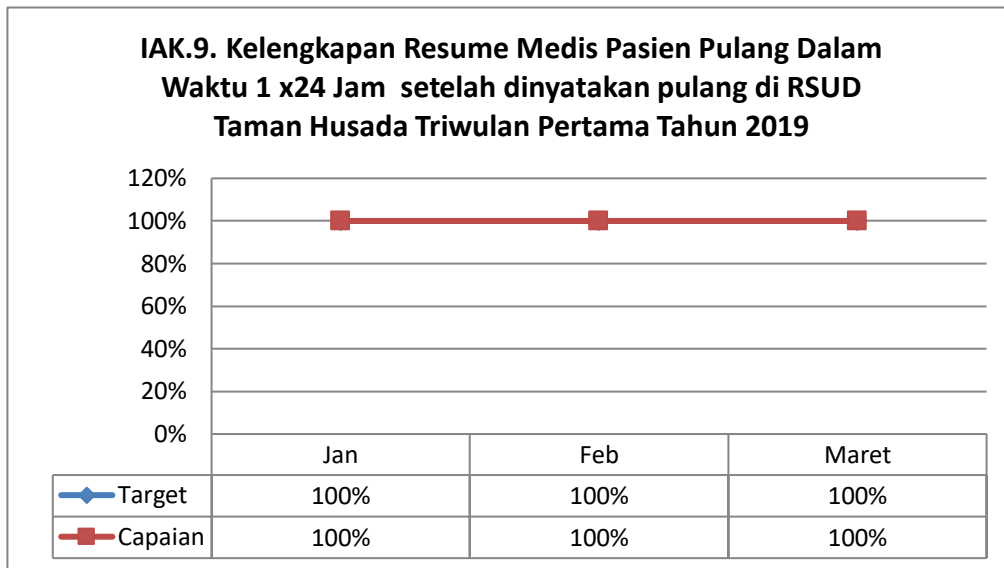 IAK.9. Kelengkapan Resume Medis Pasien Pulang Dalam
Waktu 1 x24 Jam  setelah dinyatakan pulang di RSUD
Taman Husada Triwulan Pertama Tahun 2019
120%
100%
80%
60%
40%
20%
0%
Jan Feb Maret
Target 100% 100% 100%
Capaian 100% 100% 100%